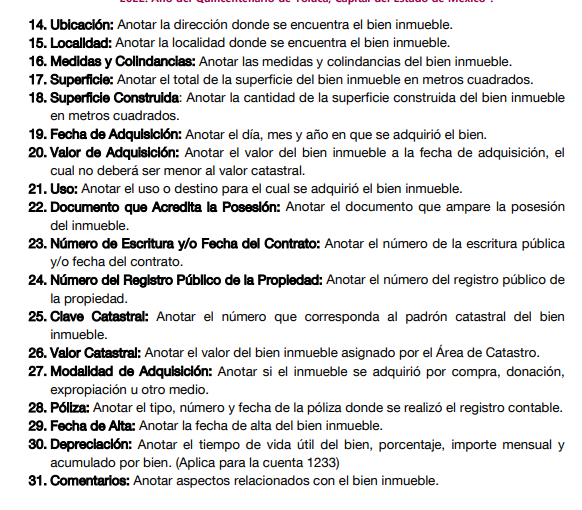 "2022. Año del Quincentenario de Toluca, Capital del Estado de México".
14. Ubicación: Anotar la dirección donde se encuentra el bien inmueble.
15. Localidad: Anotar la localidad donde se encuentra el bien inmueble.
16. Medidas y Colindancias: Anotar las medidas y colindancias del bien inmueble.
17. Superficie: Anotar el total de la superficie del bien inmueble en metros cuadrados.
18. Superficie Construida: Anotar la cantidad de la superficie construida del bien inmueble
en metros cuadrados.
19. Fecha de Adquisición: Anotar el día, mes y año en que se adquirió el bien.
20. Valor de Adquisición: Anotar el valor del bien inmueble a la fecha de adquisición, el
cual no deberá ser menor al valor catastral.
21. Uso: Anotar el uso o destino para el cual se adquirió el bien inmueble.
22. Documento que Acredita la Posesión: Anotar el documento que ampare la posesión
del inmueble.
23. Número de Escritura y/o Fecha del Contrato: Anotar el número de la escritura pública
y/o fecha del contrato.
24. Número del Registro Público de la Propiedad: Anotar el número del registro público de
la propiedad.
25. Clave Catastral: Anotar el número que corresponda al padrón catastral del bien
inmueble.
26. Valor Catastral; Anotar el valor del bien inmueble asignado por el Área de Catastro.
27. Modalidad de Adquisición: Anotar si el inmueble se adquirió por compra, donación,
expropiación u otro medio.
28. Póliza: Anotar el tipo, número y fecha de la póliza donde se realizó el registro contable.
29. Fecha de Alta: Anotar la fecha de alta del bien inmueble.
30. Depreciación: Anotar el tiempo de vida útil del bien, porcentaje, importe mensual y
acumulado por bien. (Aplica para la cuenta 1233)
31. Comentarios: Anotar aspectos relacionados con el bien inmueble.